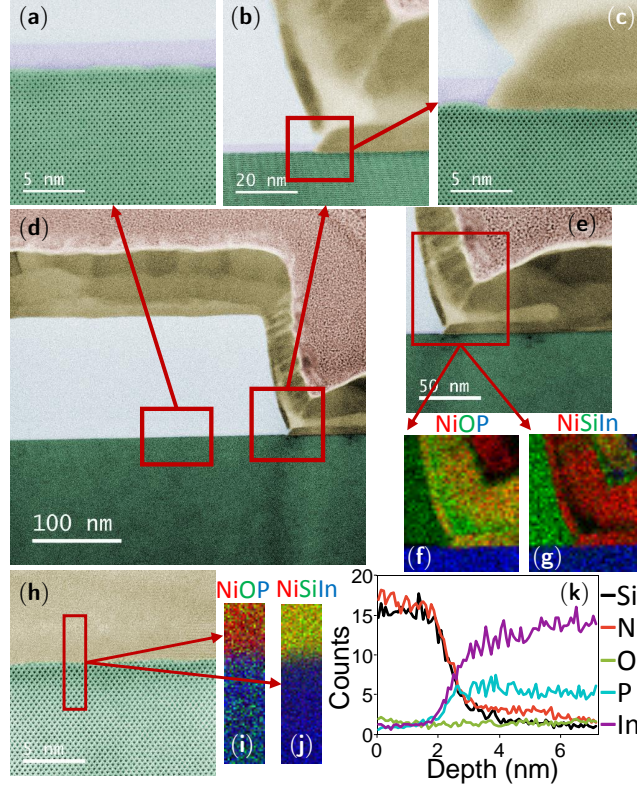 (a)
5 nm
(b)
20 nm
(c)
5 nm
(d)
100 nm
(e)
50 nm
NiOP
NiSiIn
(f)
(g)
(h)
5 nm
NiOP
NiSiIn
(i)
(j)
(k)
20
15
10
5
0
Counts
0
2
4
6
Depth (nm)
Si
N
O
P
In